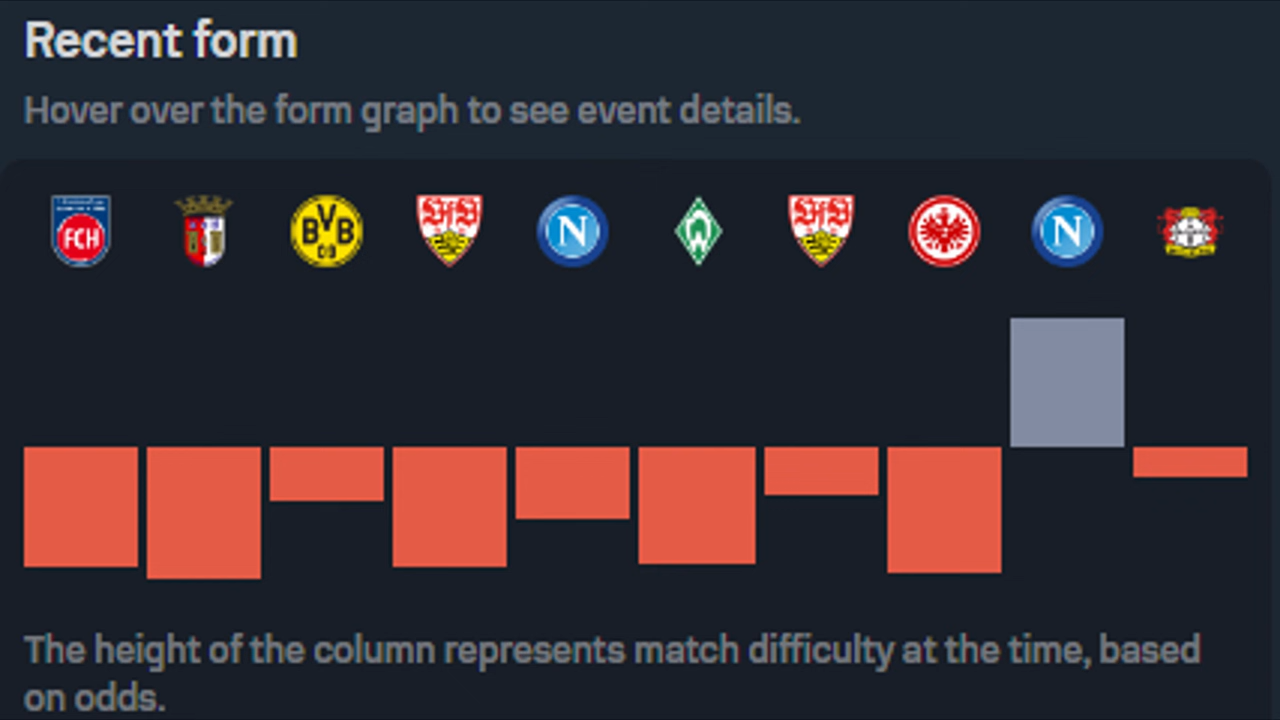 Recent form
Hover over the form graph to see event details.
FCH
BVB
09
N
W
N
The height of the column represents match difficulty at the time, based
on odds.